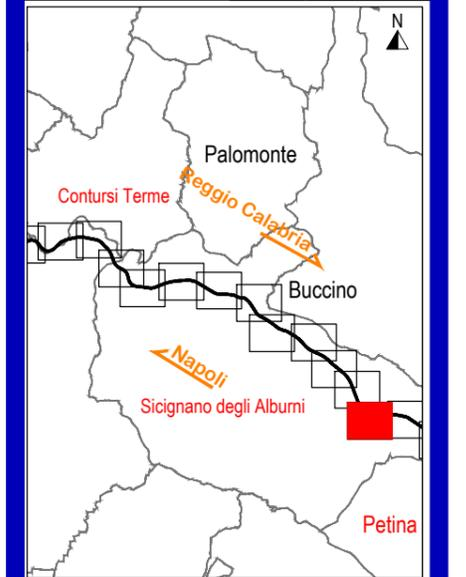 N
Palomonte
Contursi Terme
Reggio Calabria
Buccino
Napoli
Sicignano degli Alburni
Petina